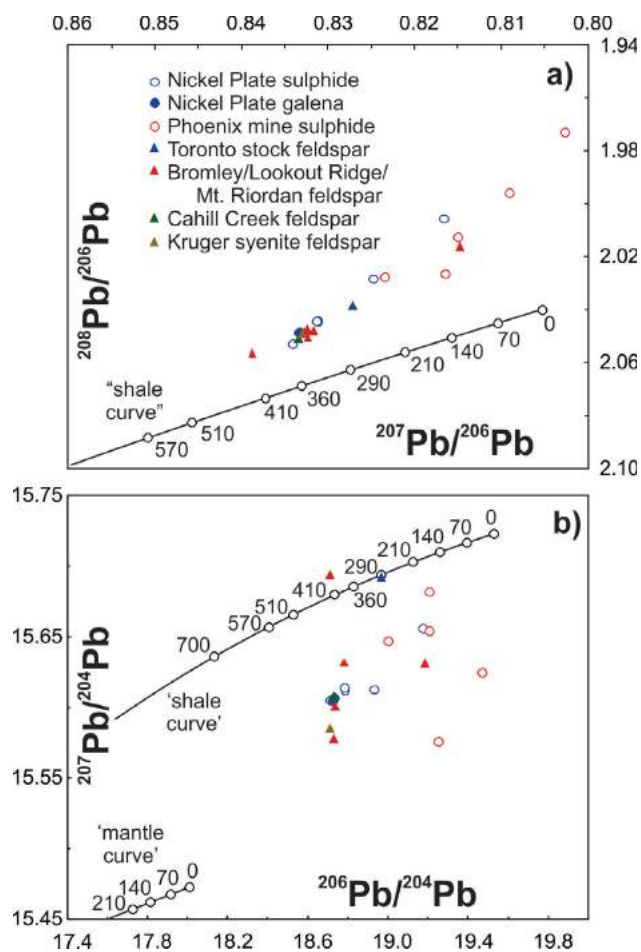 0.86 0.85 0.84 0.83 0.82 0.81 0.80
1.94
a)
Nickel Plate sulphide
Nickel Plate galena
Phoenix mine sulphide
Toronto stock feldspar
Bromley/Lookout Ridge/
Mt. Riordan feldspar
Cahill Creek feldspar
Kruger syenite feldspar
1.98
2.02
2.06
2.10
208Pb/206Pb
0
70
140
210
290
360
410
510
570
"shale
curve"
207Pb/206Pb
15.75
b)
0
70
140
210
290
360
410
510
570
700
15.65
207Pb/204Pb
'shale
curve'
15.55
'mantle
curve'
0
70
140
210
206Pb/204Pb
15.45
17.4 17.8 18.2 18.6 19.0 19.4 19.8